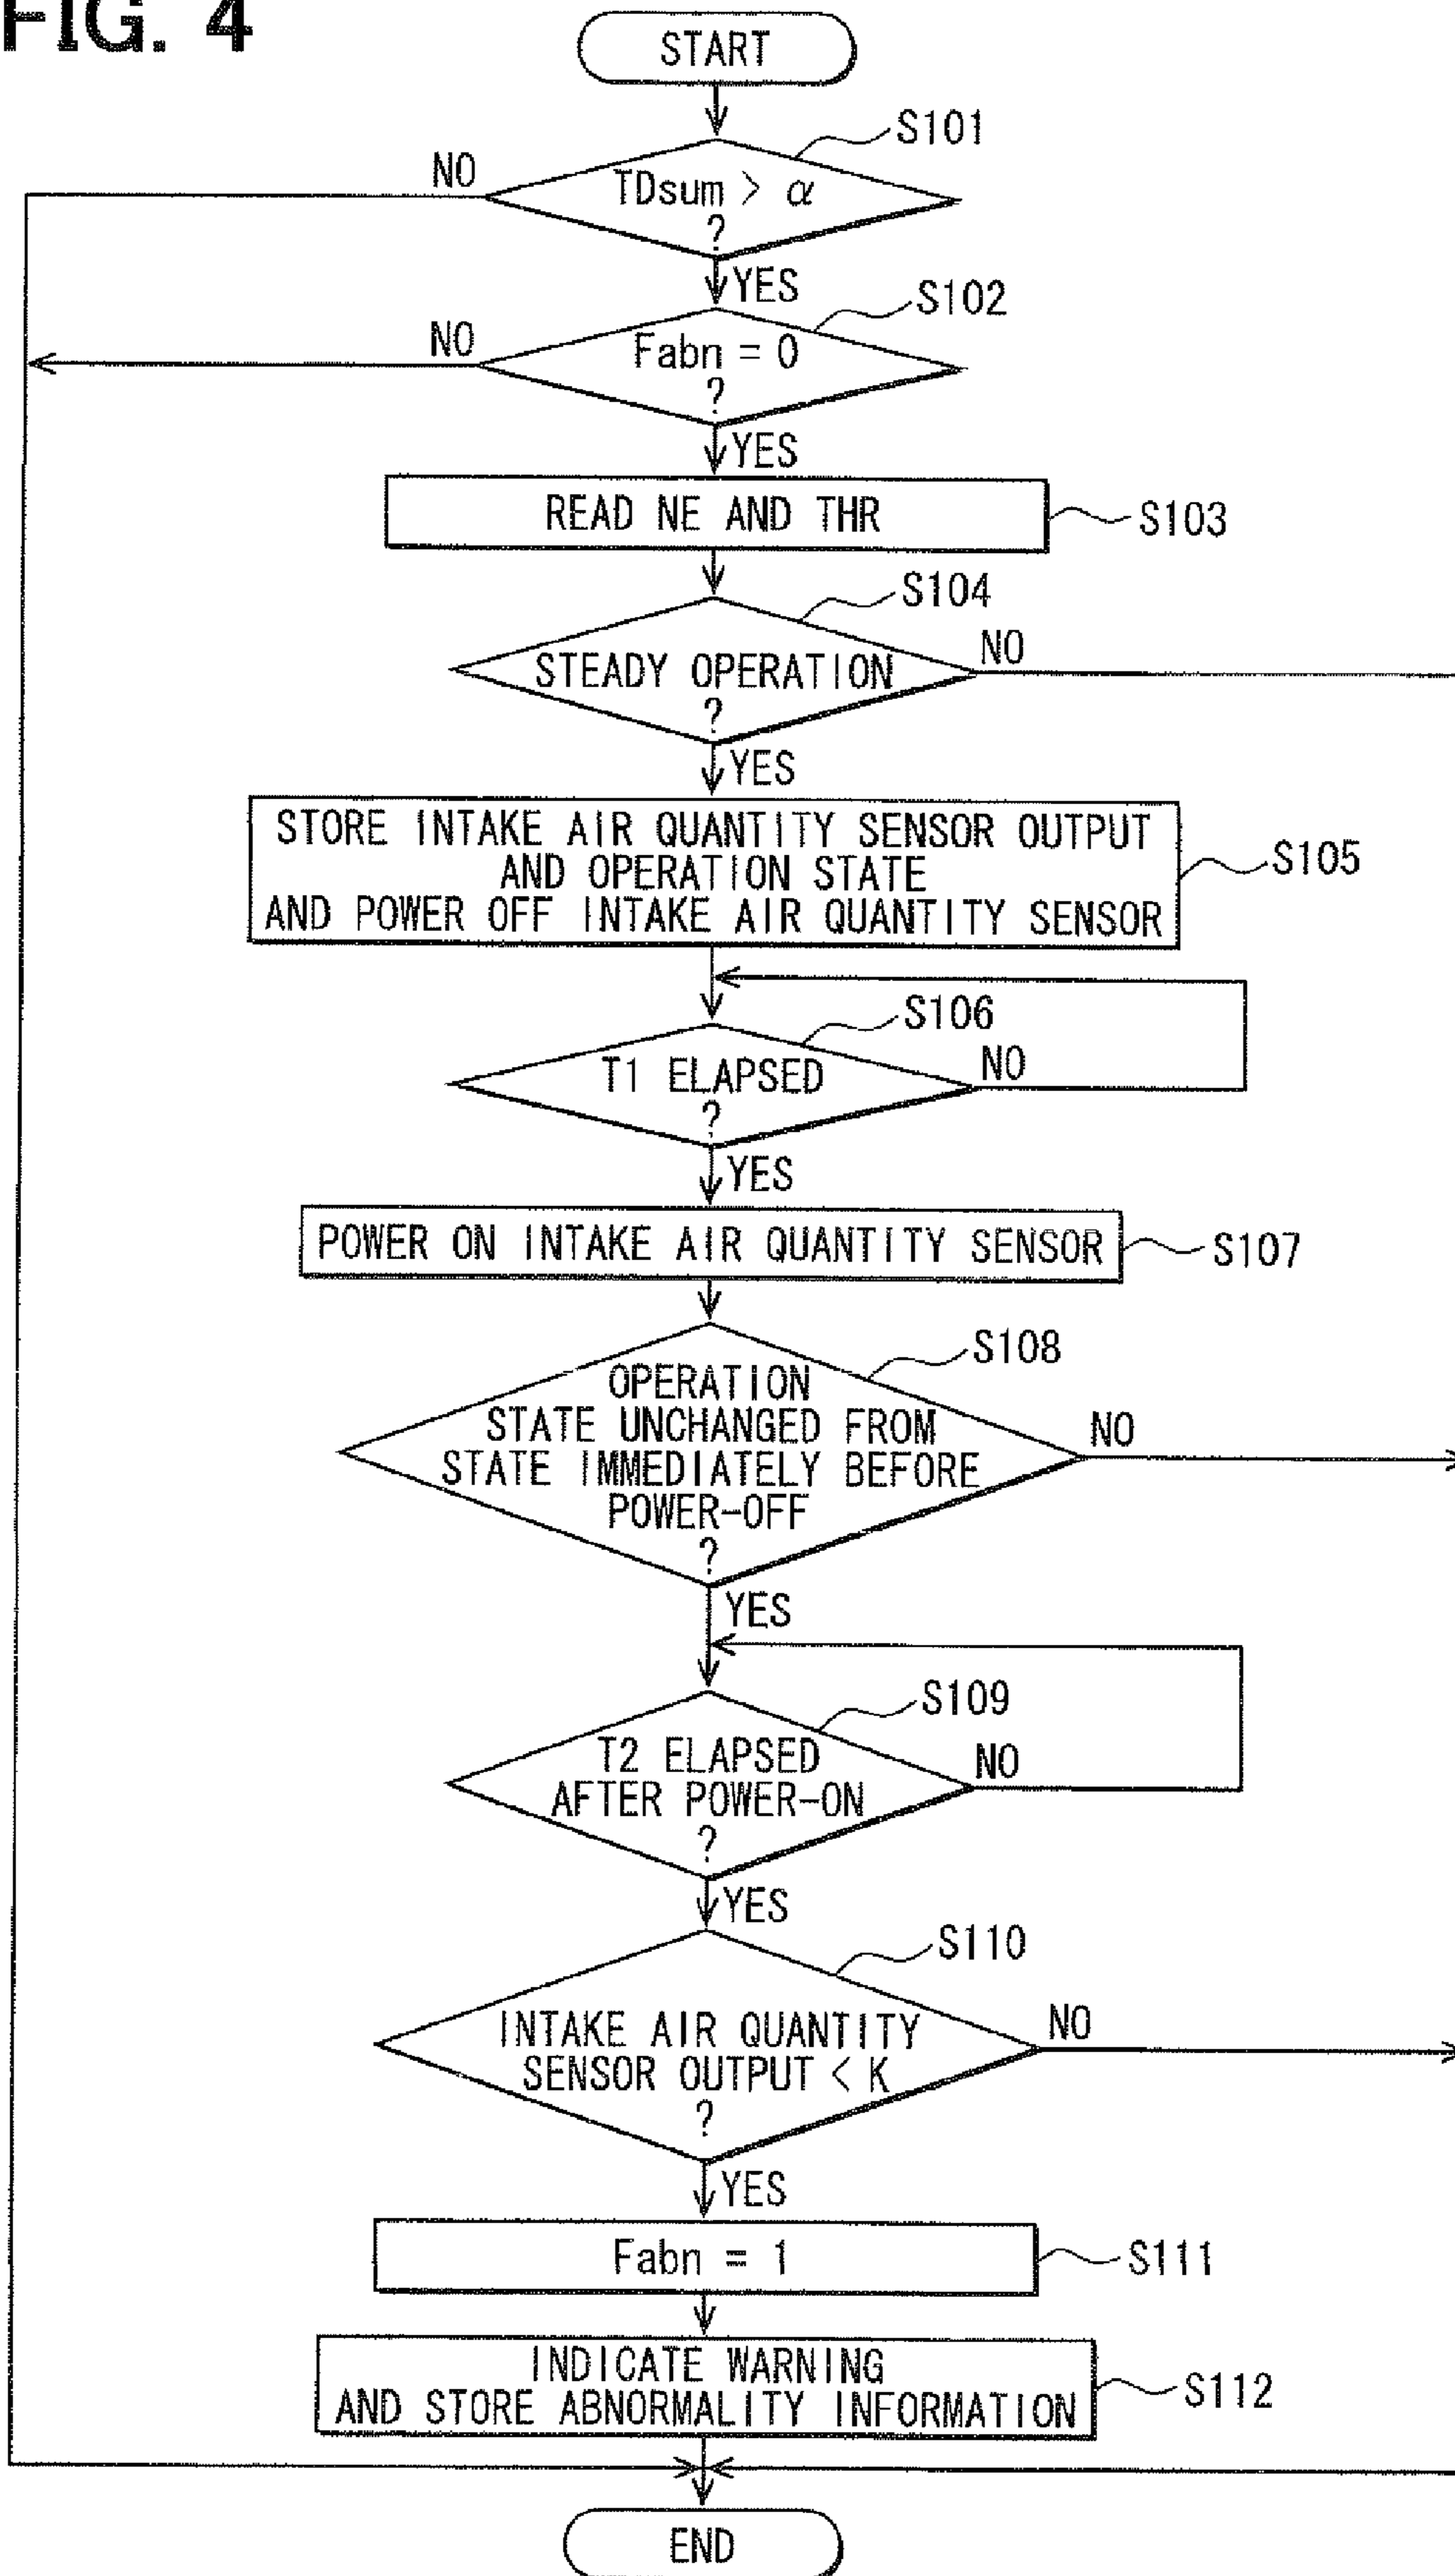 FIG. 4
START
S101
NO
TDsum > α
?
YES
S102
NO
Fabn = 0
?
YES
READ NE AND THR
S103
S104
STEADY OPERATION
NO
?
YES
STORE INTAKE AIR QUANTITY SENSOR OUTPUT
AND OPERATION STATE
AND POWER OFF INTAKE AIR QUANTITY SENSOR
S105
S106
T1 ELAPSED
NO
?
YES
POWER ON INTAKE AIR QUANTITY SENSOR
S107
S108
OPERATION
STATE UNCHANGED FROM
STATE IMMEDIATELY BEFORE
POWER-OFF
?
NO
YES
S109
T2 ELAPSED
AFTER POWER-ON
?
NO
YES
S110
INTAKE AIR QUANTITY
SENSOR OUTPUT < K
?
NO
YES
Fabn = 1
S111
INDICATE WARNING
AND STORE ABNORMALITY INFORMATION
S112
END